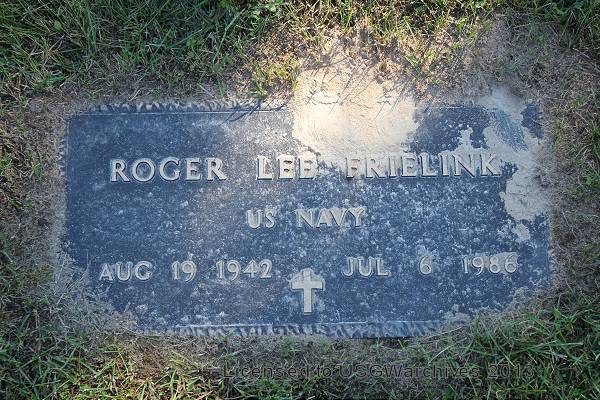 ROGER LEE FRIELINK
US NAVY
AUG 19 1942 JUL 6 1986
Licensed to USGWarchives 2013